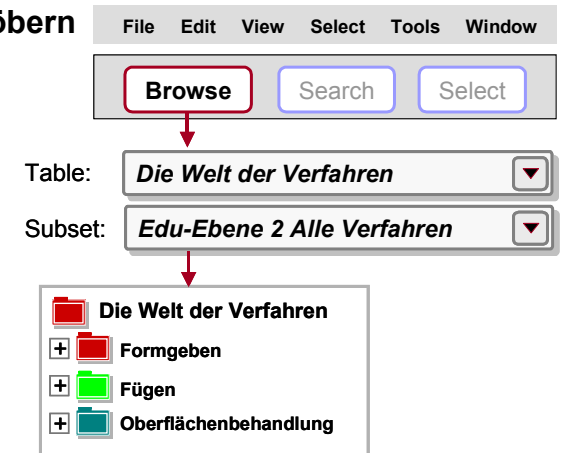 öbern
File Edit View Select Tools Window
Browse Search Select
Table: Die Welt der Verfahren
Subset: Edu-Ebene 2 Alle Verfahren
Die Welt der Verfahren
Formgeben
Fügen
Oberflächenbehandlung